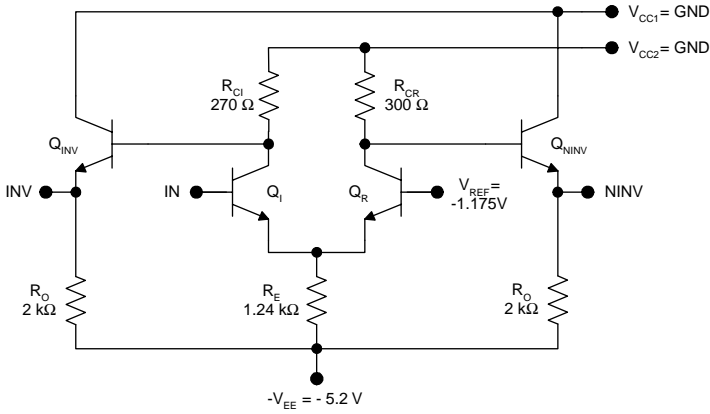 V_CC1 = GND
V_CC2 = GND
R_CI
270 Ω
R_CR
300 Ω
Q_INV
Q_NINV
INV
IN
Q_I
Q_R
V_REF =
-1.175V
NINV
R_O
2 kΩ
R_E
1.24 kΩ
R_O
2 kΩ
-V_EE = - 5.2 V